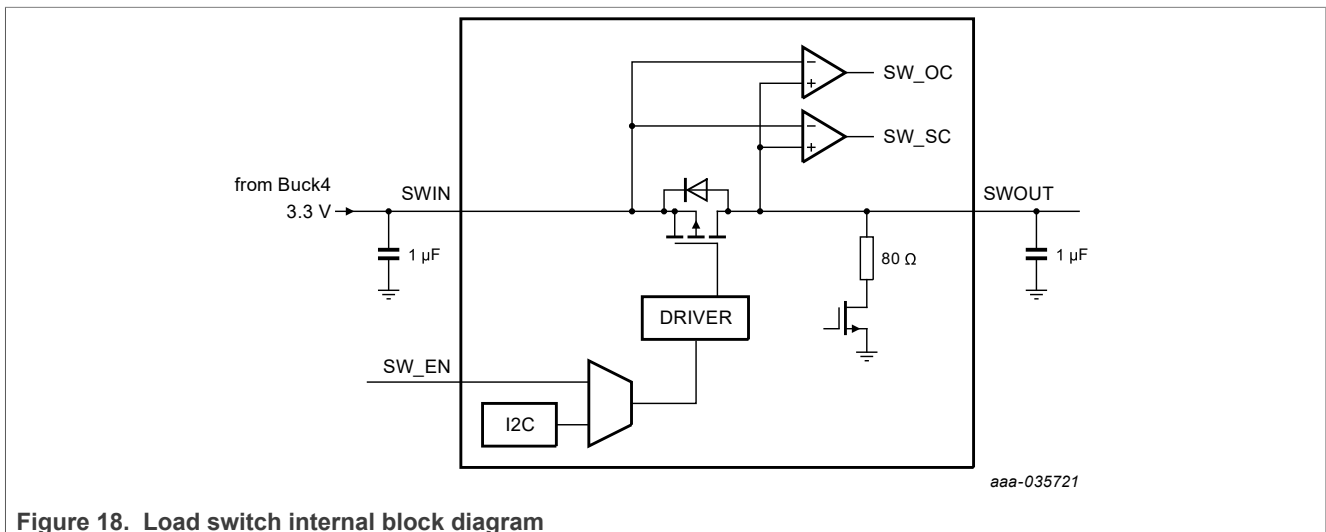 SW_OC
SW_SC
from Buck4
3.3 V
SWIN
SWOUT
1 µF
80 Ω
1 µF
DRIVER
SW_EN
I2C
aaa-035721
Figure 18. Load switch internal block diagram